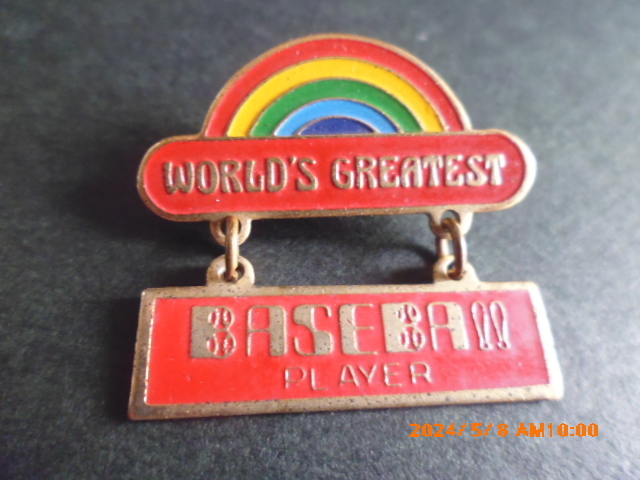 WORLD'S GREATEST
BASEBALL
PLAYER
2024/5/8 AM10:00